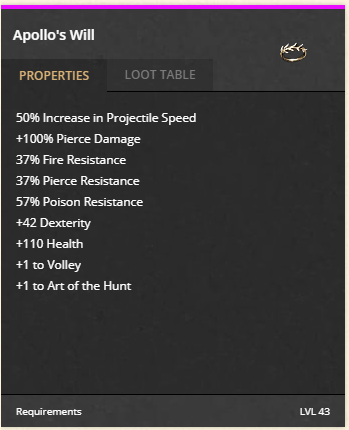 Apollo's Will
PROPERTIES
LOOT TABLE
50% Increase in Projectile Speed
+100% Pierce Damage
37% Fire Resistance
37% Pierce Resistance
57% Poison Resistance
+42 Dexterity
+110 Health
+1 to Volley
+1 to Art of the Hunt
Requirements
LVL 43